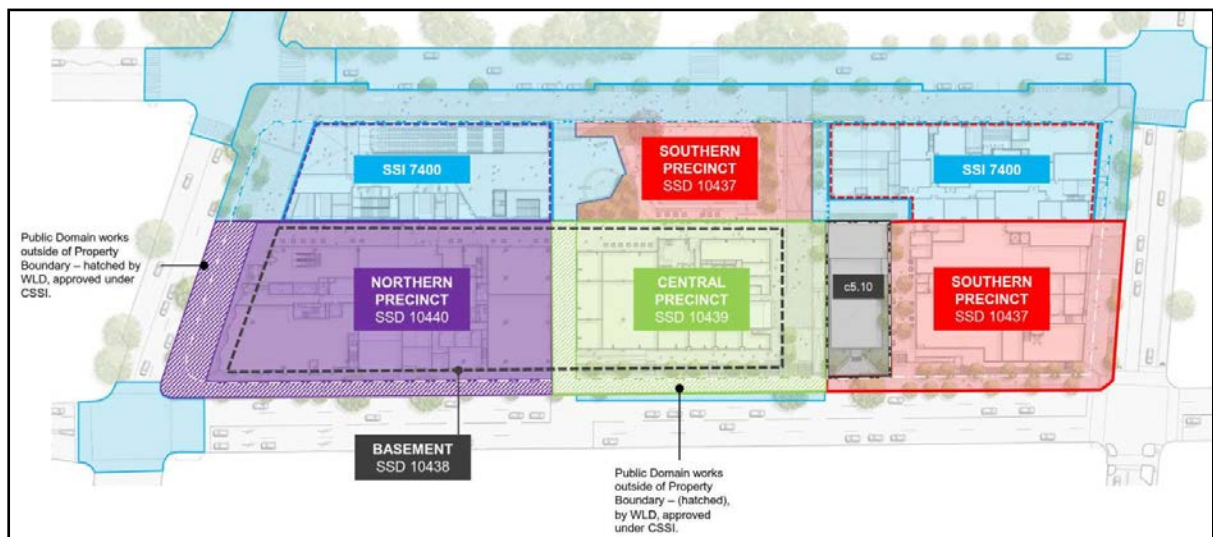 SSI 7400
SOUTHERN
PRECINCT
SSD 10437
SSI 7400
Public Domain works
outside of Property
Boundary – hatched by
WLD, approved under
CSSI.
NORTHERN
PRECINCT
SSD 10440
CENTRAL
PRECINCT
SSD 10439
c5.10
SOUTHERN
PRECINCT
SSD 10437
BASEMENT
SSD 10438
Public Domain works
outside of Property
Boundary – (hatched),
by WLD, approved
under CSSI.